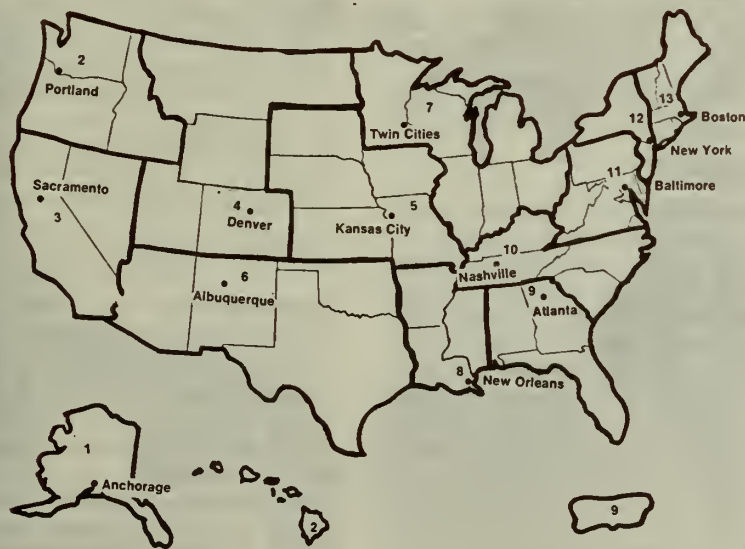 2
Portland
7
13
Boston
12
Twin Cities
New York
11
Sacramento
Baltimore
3
4
Denver
5
Kansas City
10
Nashville
6
Albuquerque
9
Atlanta
8
New Orleans
1
Anchorage
2
9